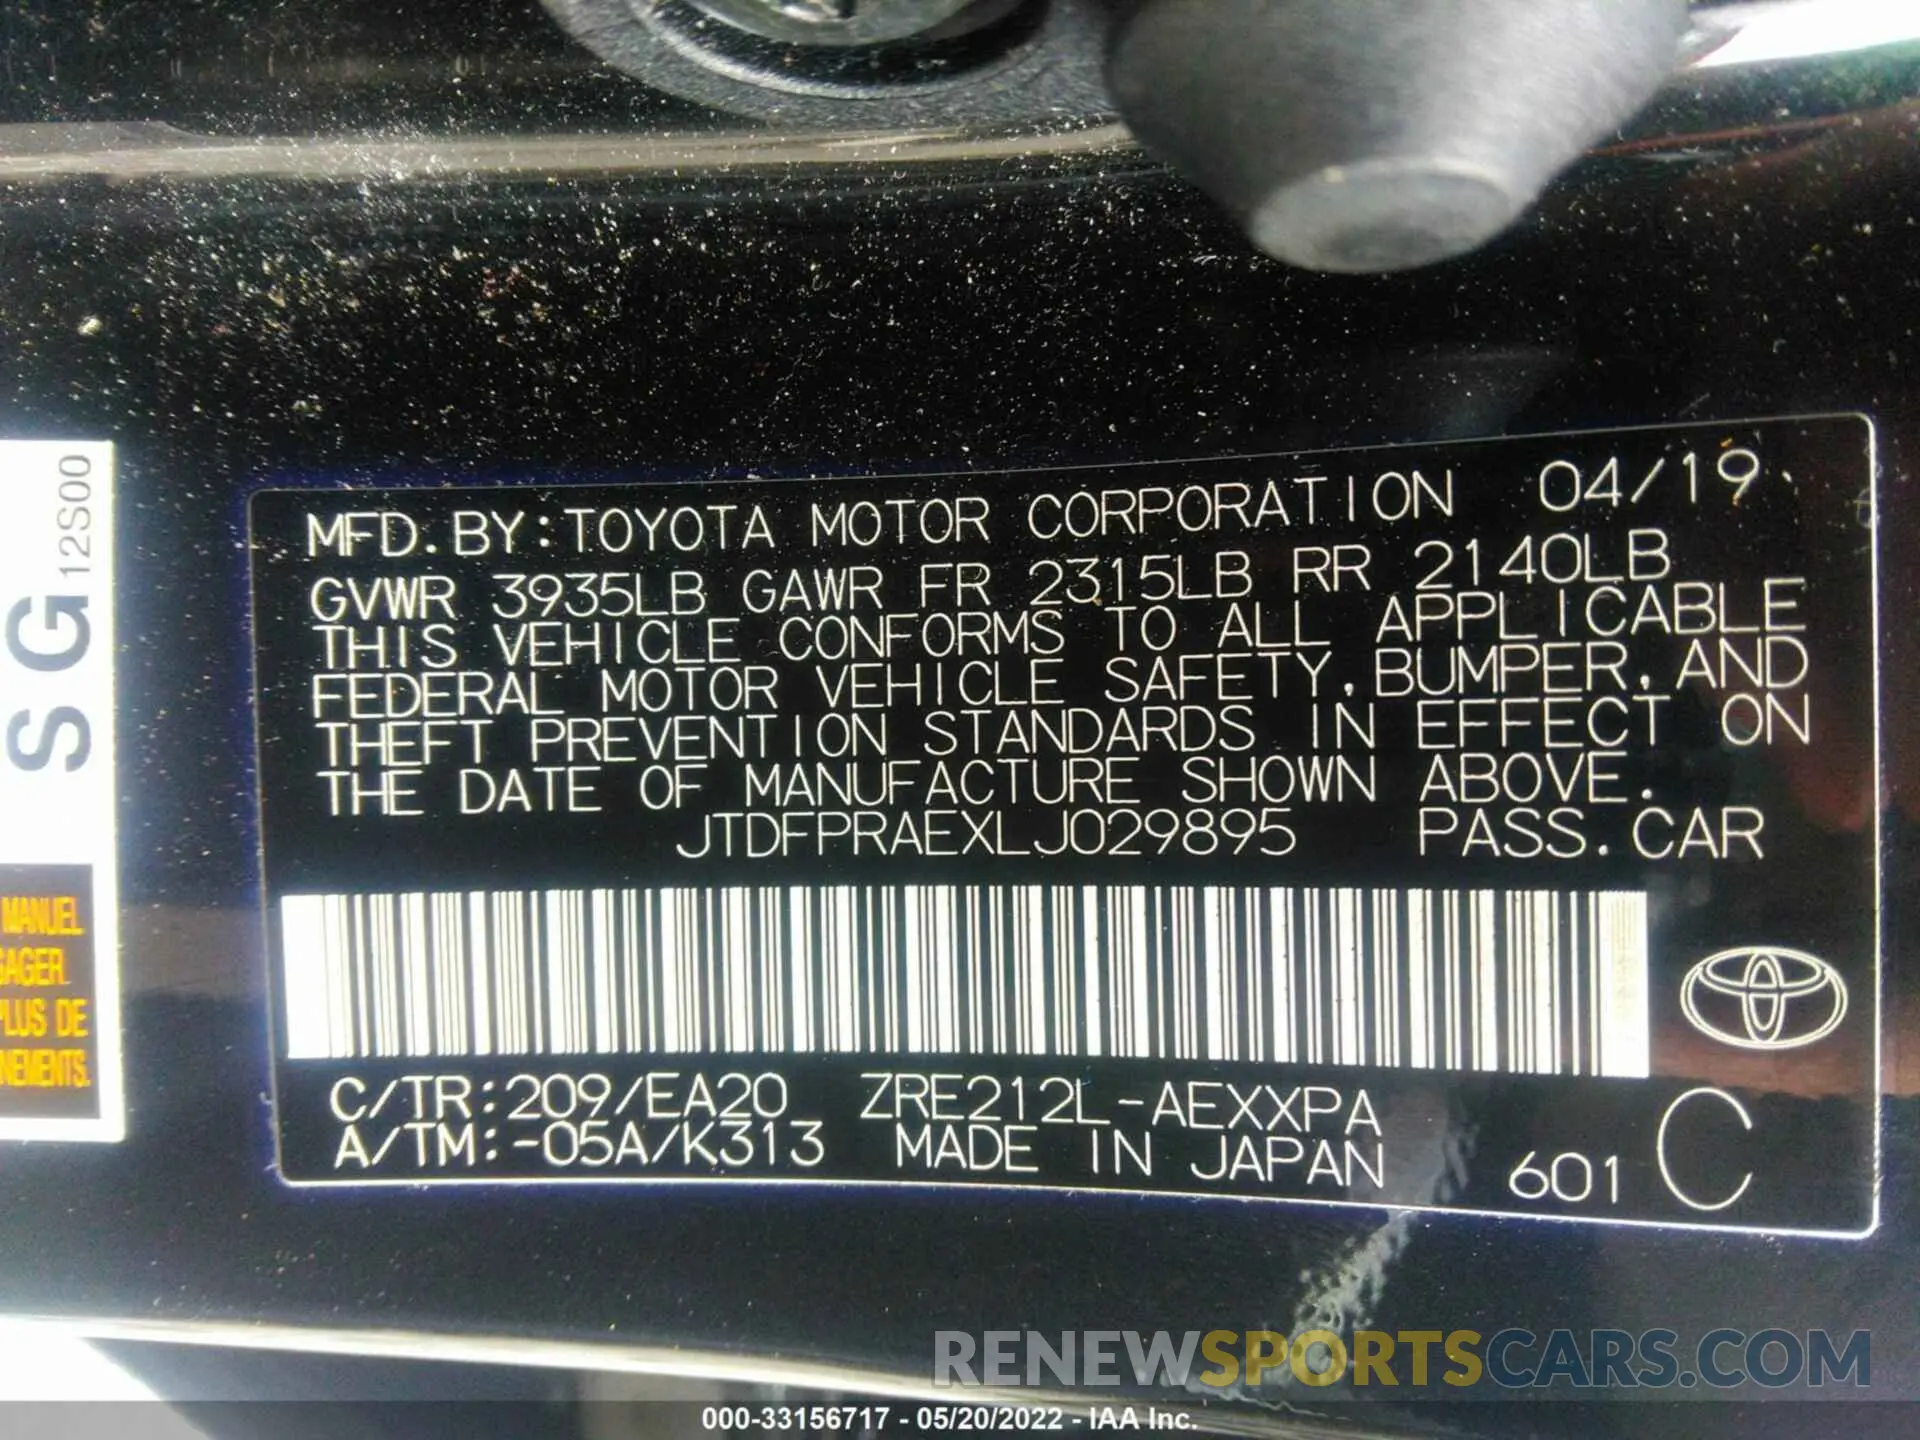 MFD. BY: TOYOTA MOTOR CORPORATION 04/19
GVWR 3935LB GAWR FR 2315LB RR 2140LB
THIS VEHICLE CONFORMS TO ALL APPLICABLE
FEDERAL MOTOR VEHICLE SAFETY, BUMPER, AND
THEFT PREVENTION STANDARDS IN EFFECT ON
THE DATE OF MANUFACTURE SHOWN ABOVE.
JTDFPRAEXLJ029895 PASS. CAR
C/TR: 209/EA20 ZRE212L-AEXXPA
A/TM: -05A/K313 MADE IN JAPAN 601 C
SG 12S00
MANUEL
PLUS DE
RENEWSPORTSCARS.COM
000-33156717 - 05/20/2022 - IAA Inc.